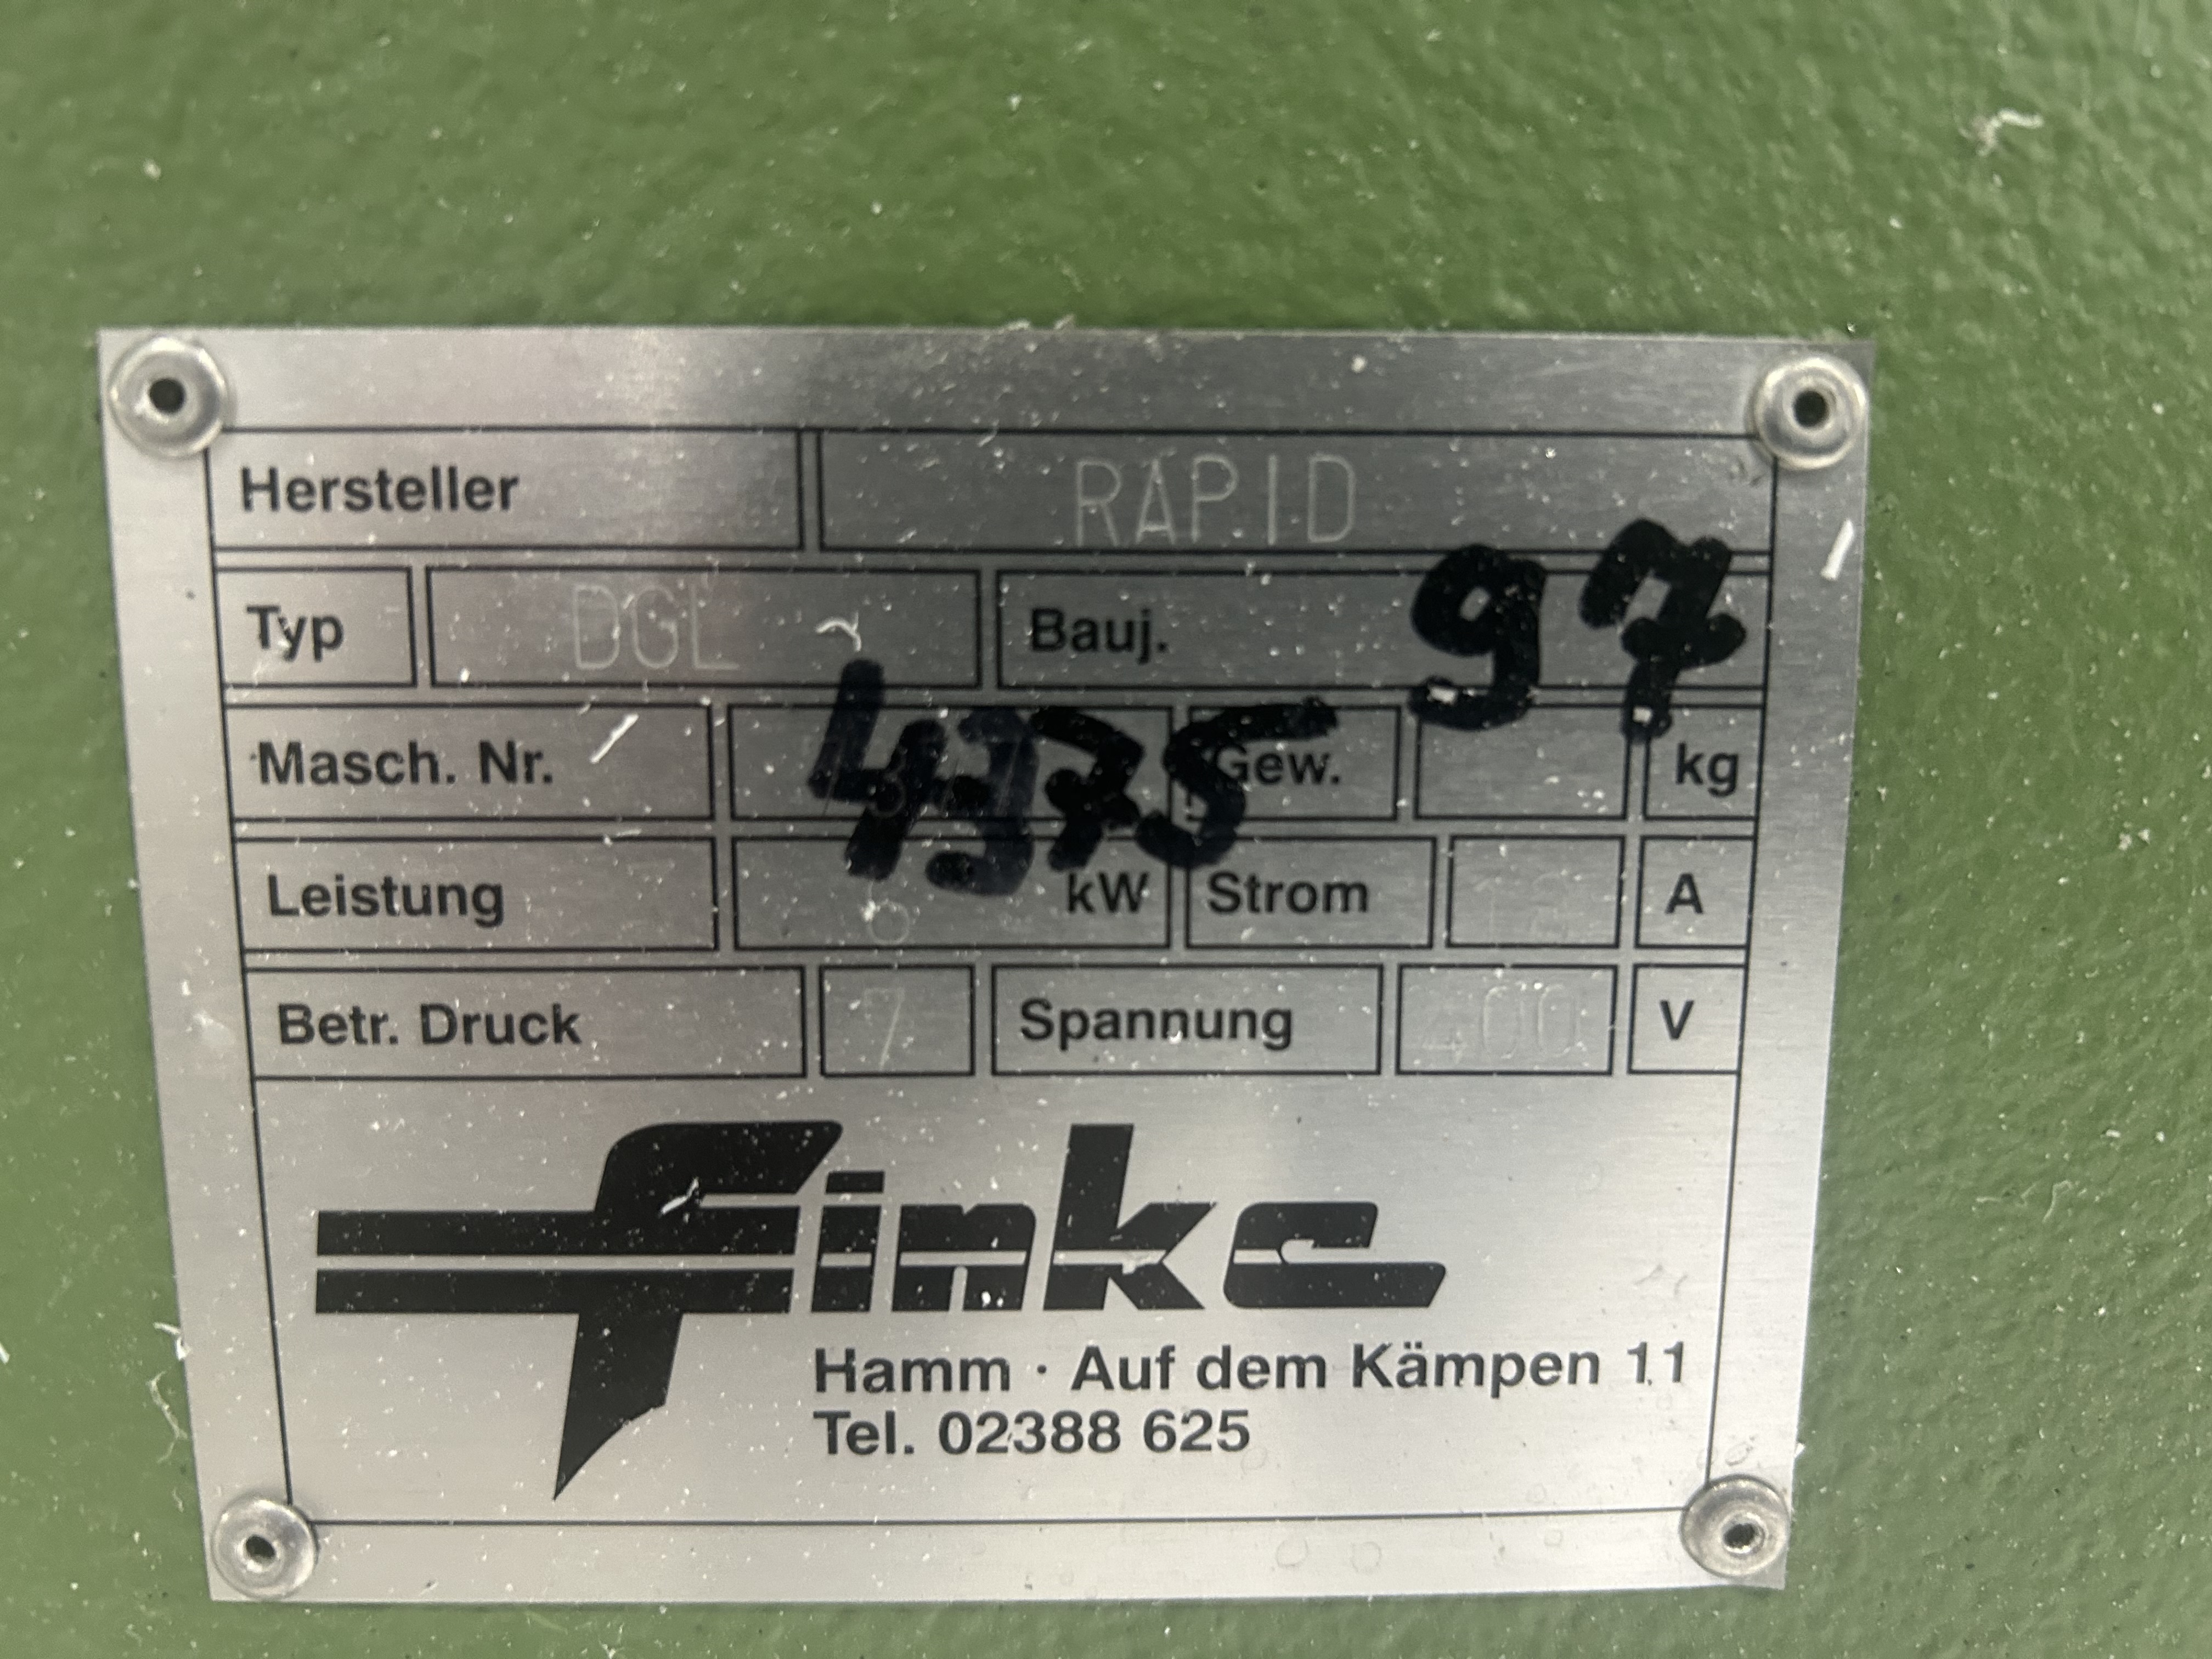 Hersteller RAPID
Typ DGL Bauj. 97
Masch. Nr. 4375 Gew. kg
Leistung kW Strom A
Betr. Druck 7 Spannung 400 V
finke
Hamm · Auf dem Kämpen 11
Tel. 02388 625